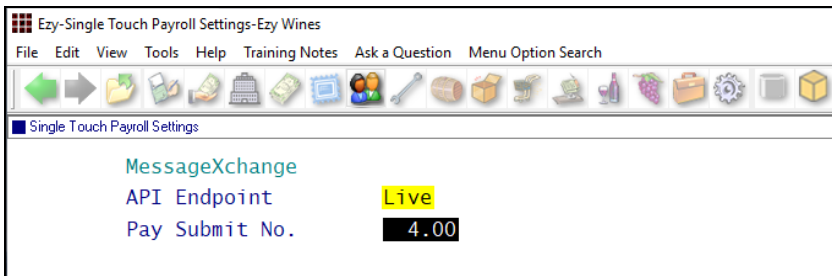 Ezy-Single Touch Payroll Settings-Ezy Wines
File Edit View Tools Help Training Notes Ask a Question Menu Option Search
Single Touch Payroll Settings
MessageXchange
API Endpoint Live
Pay Submit No. 4.00